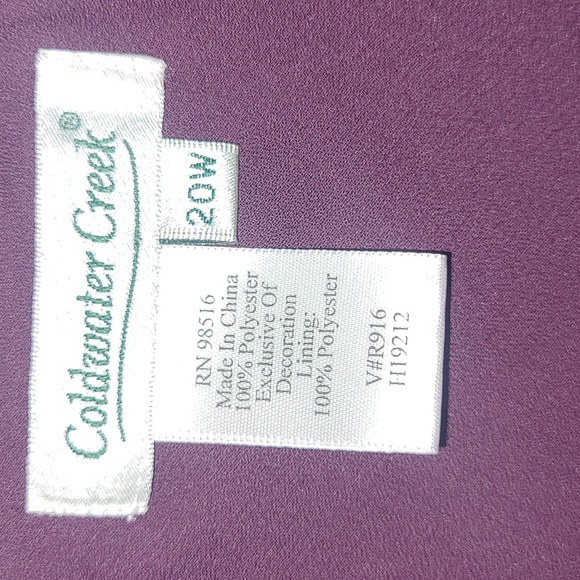 Coldwater Creek®
20W
RN 98516
Made In China
100% Polyester
Exclusive Of
Decoration
Lining:
100% Polyester
V#R916
H19212